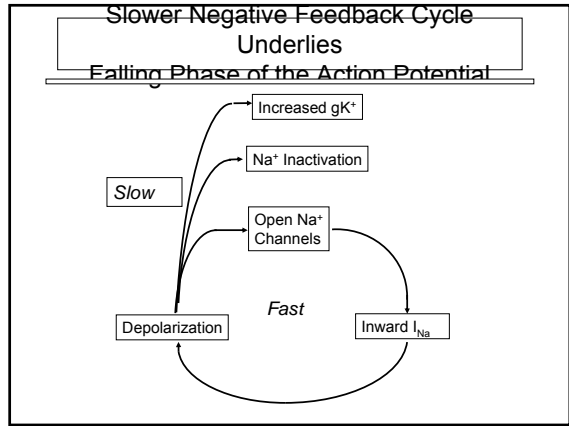 Slower Negative Feedback Cycle
Underlies
Falling Phase of the Action Potential
Increased gK⁺
Na⁺ Inactivation
Slow
Open Na⁺
Channels
Fast
Depolarization
Inward I_Na